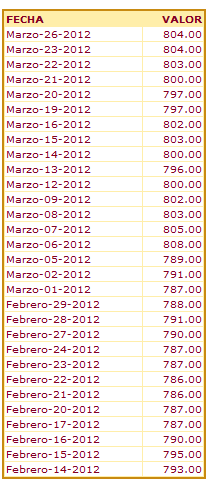 FECHA VALOR
Marzo-26-2012 804.00
Marzo-23-2012 804.00
Marzo-22-2012 803.00
Marzo-21-2012 800.00
Marzo-20-2012 797.00
Marzo-19-2012 797.00
Marzo-16-2012 802.00
Marzo-15-2012 803.00
Marzo-14-2012 800.00
Marzo-13-2012 796.00
Marzo-12-2012 800.00
Marzo-09-2012 802.00
Marzo-08-2012 803.00
Marzo-07-2012 805.00
Marzo-06-2012 808.00
Marzo-05-2012 789.00
Marzo-02-2012 791.00
Marzo-01-2012 787.00
Febrero-29-2012 788.00
Febrero-28-2012 791.00
Febrero-27-2012 790.00
Febrero-24-2012 787.00
Febrero-23-2012 787.00
Febrero-22-2012 786.00
Febrero-21-2012 786.00
Febrero-20-2012 787.00
Febrero-17-2012 787.00
Febrero-16-2012 790.00
Febrero-15-2012 795.00
Febrero-14-2012 793.00